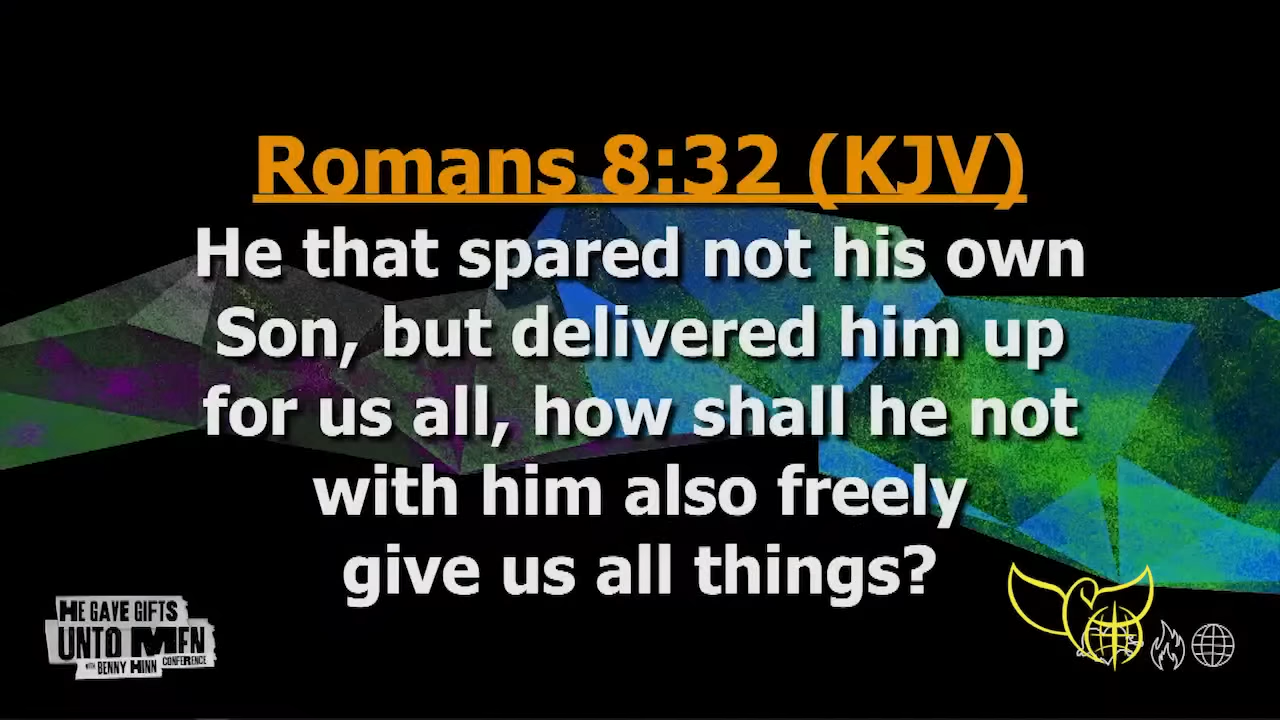 Romans 8:32 (KJV)
He that spared not his own
Son, but delivered him up
for us all, how shall he not
with him also freely
give us all things?
HE GAVE GIFTS
UNTO MEN
WITH BENNY HINN CONFERENCE